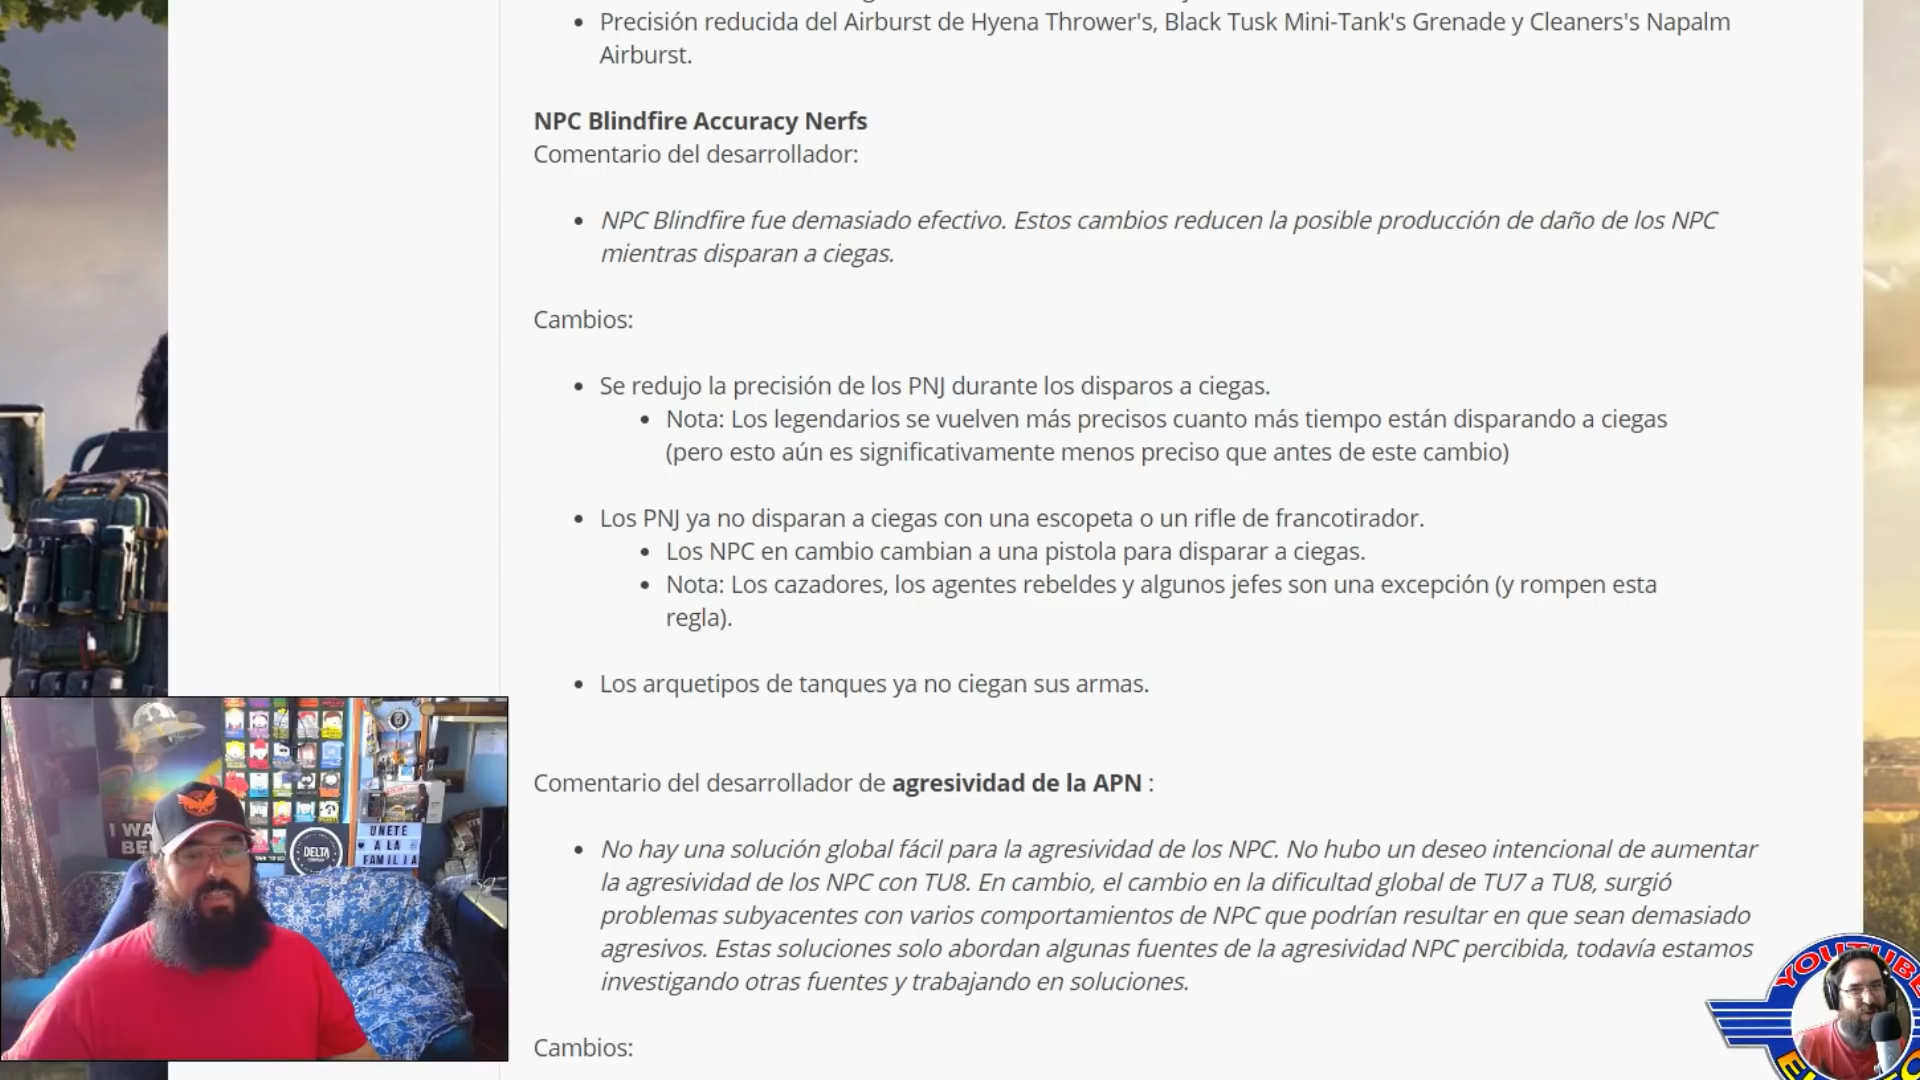 Precisión reducida del Airburst de Hyena Thrower's, Black Tusk Mini-Tank's Grenade y Cleaners's Napalm
Airburst.
NPC Blindfire Accuracy Nerfs
Comentario del desarrollador:
NPC Blindfire fue demasiado efectivo. Estos cambios reducen la posible producción de daño de los NPC
mientras disparan a ciegas.
Cambios:
Se redujo la precisión de los PNJ durante los disparos a ciegas.
Nota: Los legendarios se vuelven más precisos cuanto más tiempo están disparando a ciegas
(pero esto aún es significativamente menos preciso que antes de este cambio)
Los PNJ ya no disparan a ciegas con una escopeta o un rifle de francotirador.
Los NPC en cambio cambian a una pistola para disparar a ciegas.
Nota: Los cazadores, los agentes rebeldes y algunos jefes son una excepción (y rompen esta
regla).
Los arquetipos de tanques ya no ciegan sus armas.
Comentario del desarrollador de agresividad de la APN :
No hay una solución global fácil para la agresividad de los NPC. No hubo un deseo intencional de aumentar
la agresividad de los NPC con TU8. En cambio, el cambio en la dificultad global de TU7 a TU8, surgió
problemas subyacentes con varios comportamientos de NPC que podrían resultar en que sean demasiado
agresivos. Estas soluciones solo abordan algunas fuentes de la agresividad NPC percibida, todavía estamos
investigando otras fuentes y trabajando en soluciones.
Cambios:
I WA
BE
DELTA
UNETE
A LA
FAMILIA
YOUTUBE